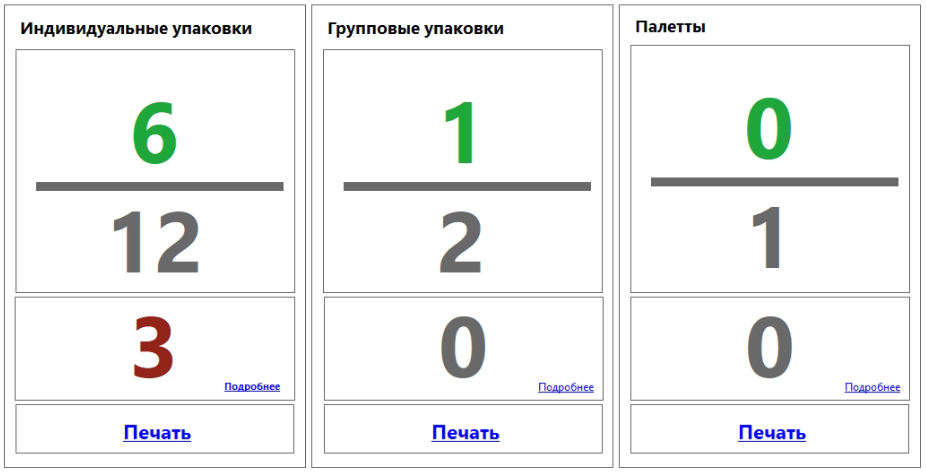 Индивидуальные упаковки
6
12
3
Подробнее
Печать
Групповые упаковки
1
2
0
Подробнее
Печать
Палетты
0
1
0
Подробнее
Печать